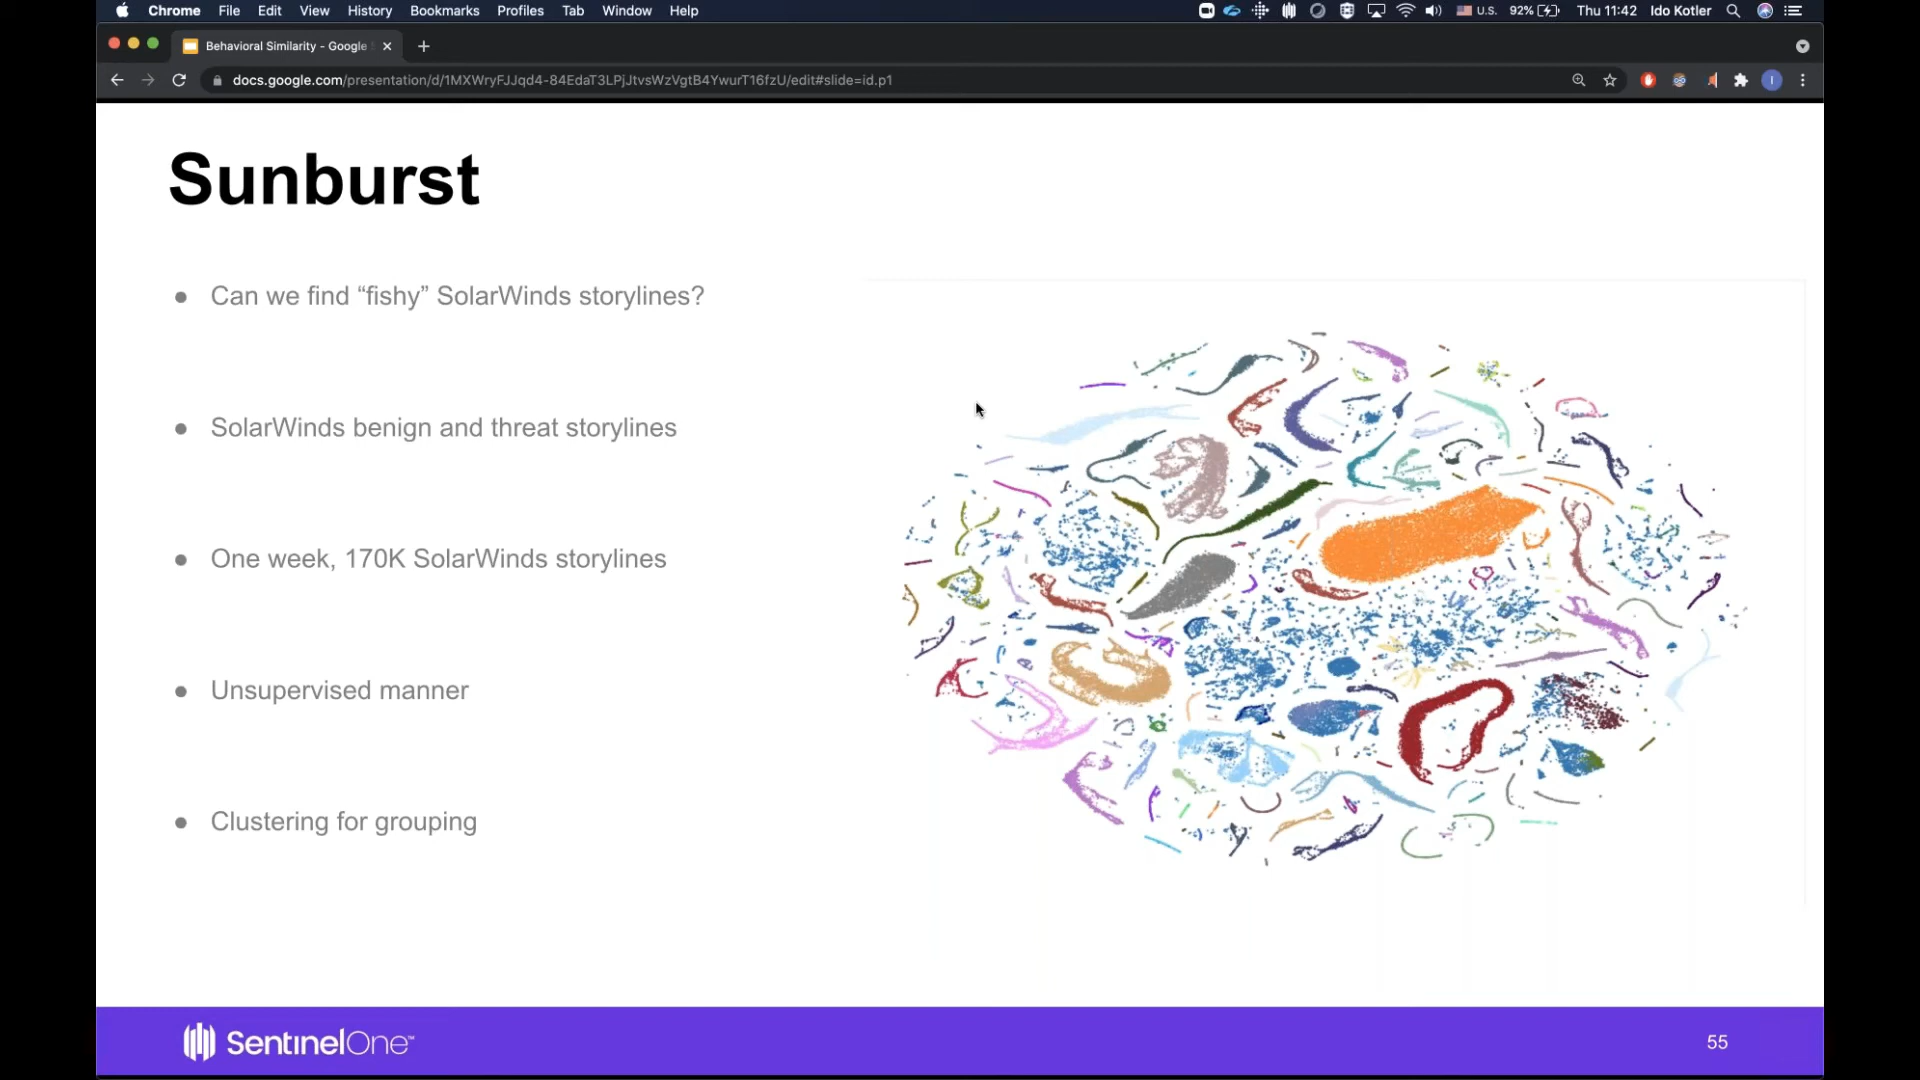 Chrome File Edit View History Bookmarks Profiles Tab Window Help U.S. 92% Thu 11:42 Ido Kotler
Behavioral Similarity - Google
docs.google.com/presentation/d/1MXWryFJJqd4-84EdaT3LPjJtvsWzVgtB4YwurT16fzU/edit#slide=id.p1
I
Sunburst
● Can we find “fishy” SolarWinds storylines?
● SolarWinds benign and threat storylines
● One week, 170K SolarWinds storylines
● Unsupervised manner
● Clustering for grouping
SentinelOne™
55